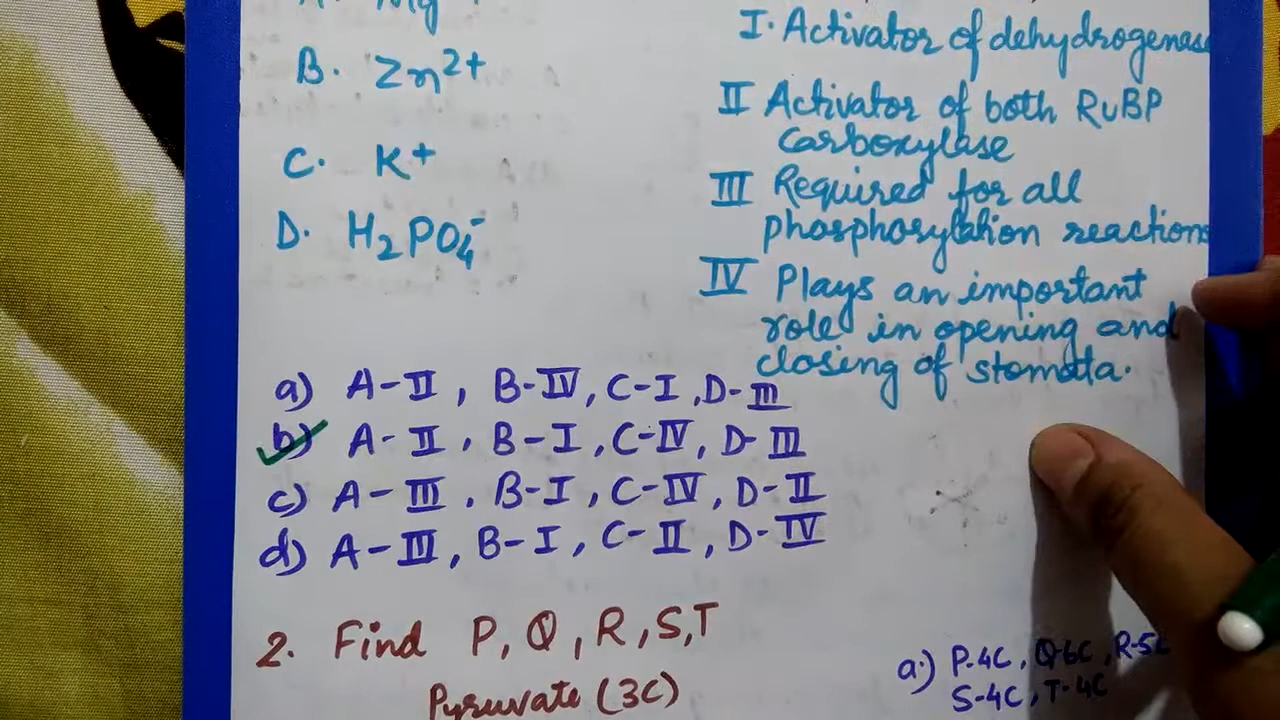 A. Mg
I. Activator of dehydrogenase
B. Zn2+
II Activator of both RuBP
carboxylase
C. K+
III Required for all
phosphorylation reactions
D. H2PO4-
IV Plays an important
role in opening and
closing of stomata.
a) A-II, B-IV, C-I, D-III
b) A-II, B-I, C-IV, D-III
c) A-III, B-I, C-IV, D-II
d) A-III, B-I, C-II, D-IV
2. Find P, Q, R, S, T
Pyruvate (3C)
a.) P-4C, Q-6C, R-5C
S-4C, T-4C